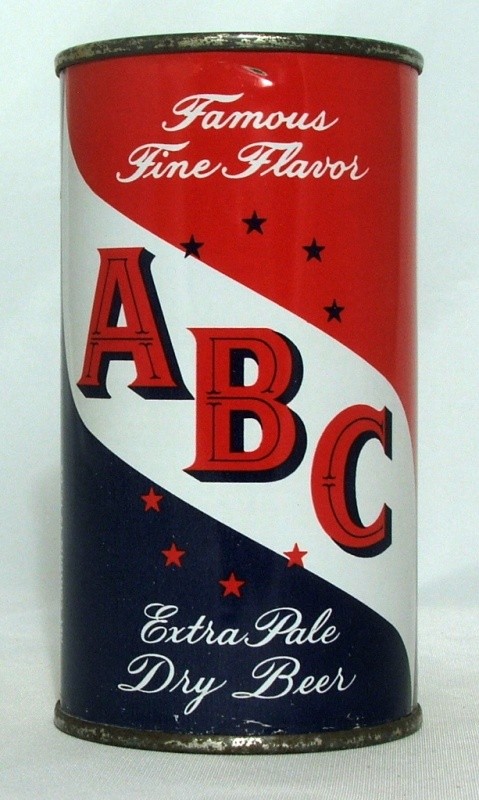 Famous
Fine Flavor
ABC
Extra Pale
Dry Beer